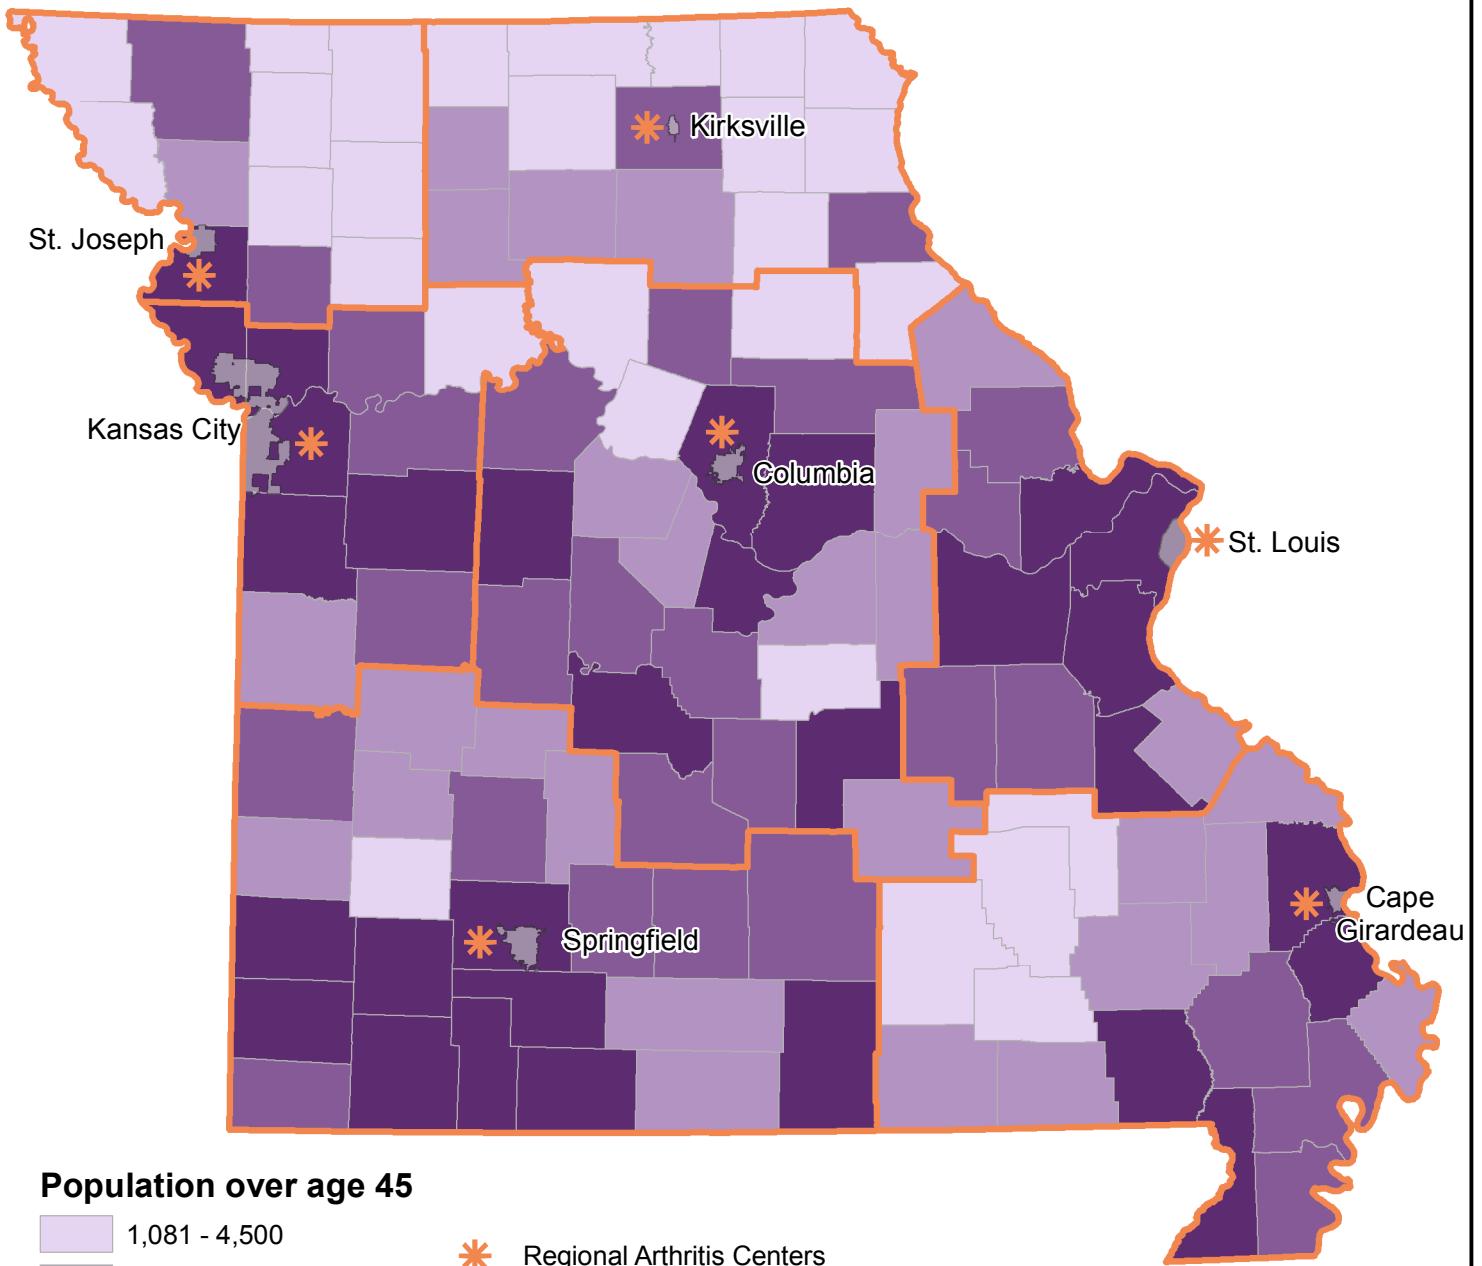 Kirksville
St. Joseph
Kansas City
Columbia
St. Louis
Cape
Girardeau
Springfield
Population over age 45
1,081 - 4,500
Regional Arthritis Centers